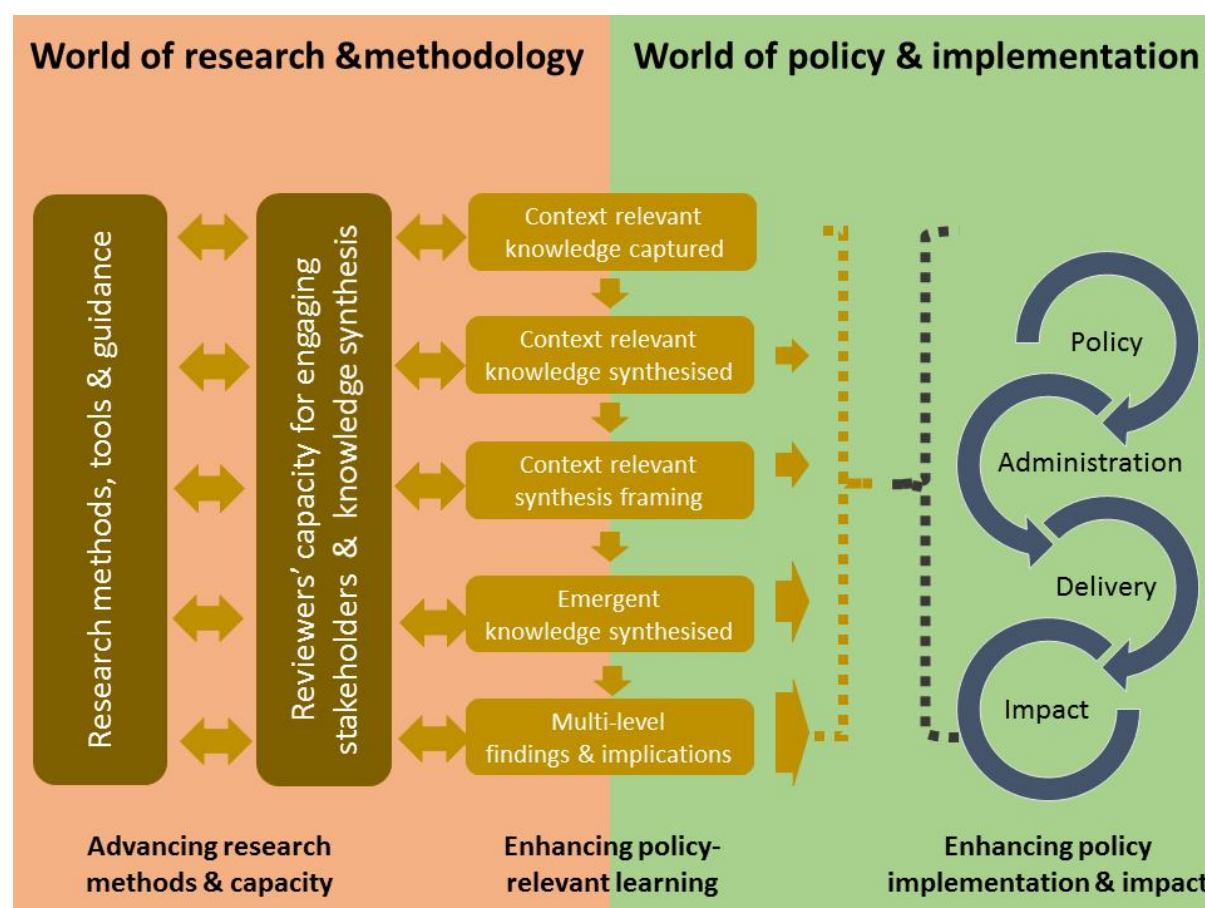 World of research &methodology
World of policy & implementation
Research methods, tools & guidance
Reviewers' capacity for engaging
stakeholders & knowledge synthesis
Context relevant
knowledge captured
Context relevant
knowledge synthesised
Context relevant
synthesis framing
Emergent
knowledge synthesised
Multi-level
findings & implications
Policy
Administration
Delivery
Impact
Advancing research
methods & capacity
Enhancing policy-
relevant learning
Enhancing policy
implementation & impact